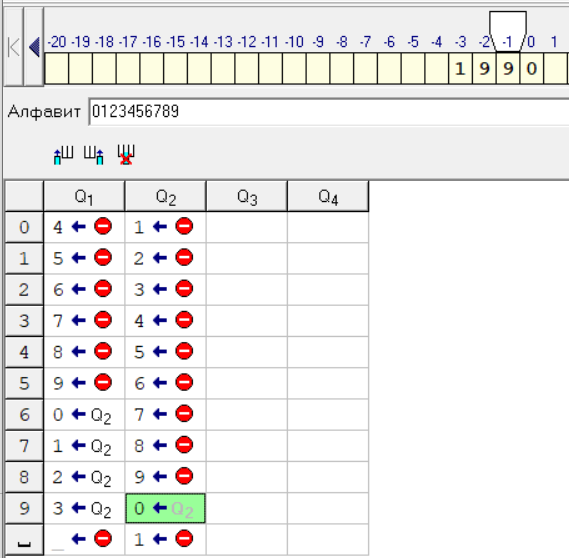 -20 -19 -18 -17 -16 -15 -14 -13 -12 -11 -10 -9 -8 -7 -6 -5 -4 -3 -2 -1 0 1
1 9 9 0
Алфавит 0123456789
Q1 Q2 Q3 Q4
0 4 ← 1 ←
1 5 ← 2 ←
2 6 ← 3 ←
3 7 ← 4 ←
4 8 ← 5 ←
5 9 ← 6 ←
6 0 ← Q2 7 ←
7 1 ← Q2 8 ←
8 2 ← Q2 9 ←
9 3 ← Q2 0 ← Q2
␣ _ ← 1 ←